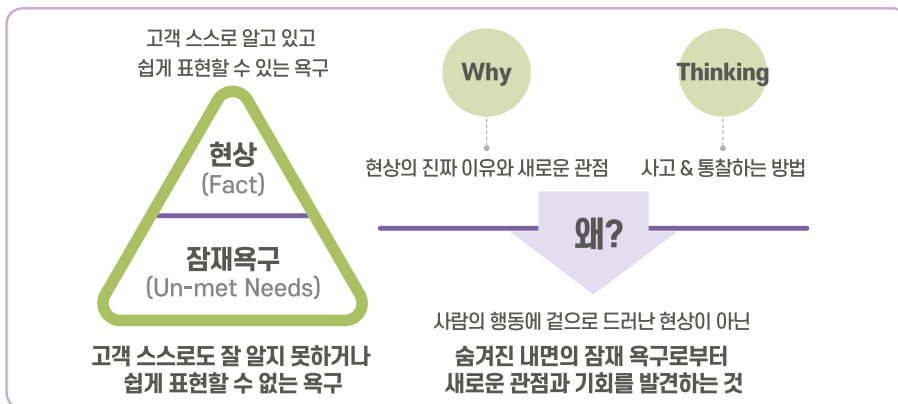 고객 스스로 알고 있고
쉽게 표현할 수 있는 욕구
현상
(Fact)
잠재욕구
(Un-met Needs)
고객 스스로도 잘 알지 못하거나
쉽게 표현할 수 없는 욕구
Why
현상의 진짜 이유와 새로운 관점
Thinking
사고 & 통찰하는 방법
왜?
사람의 행동에 겉으로 드러난 현상이 아닌
숨겨진 내면의 잠재 욕구로부터
새로운 관점과 기회를 발견하는 것